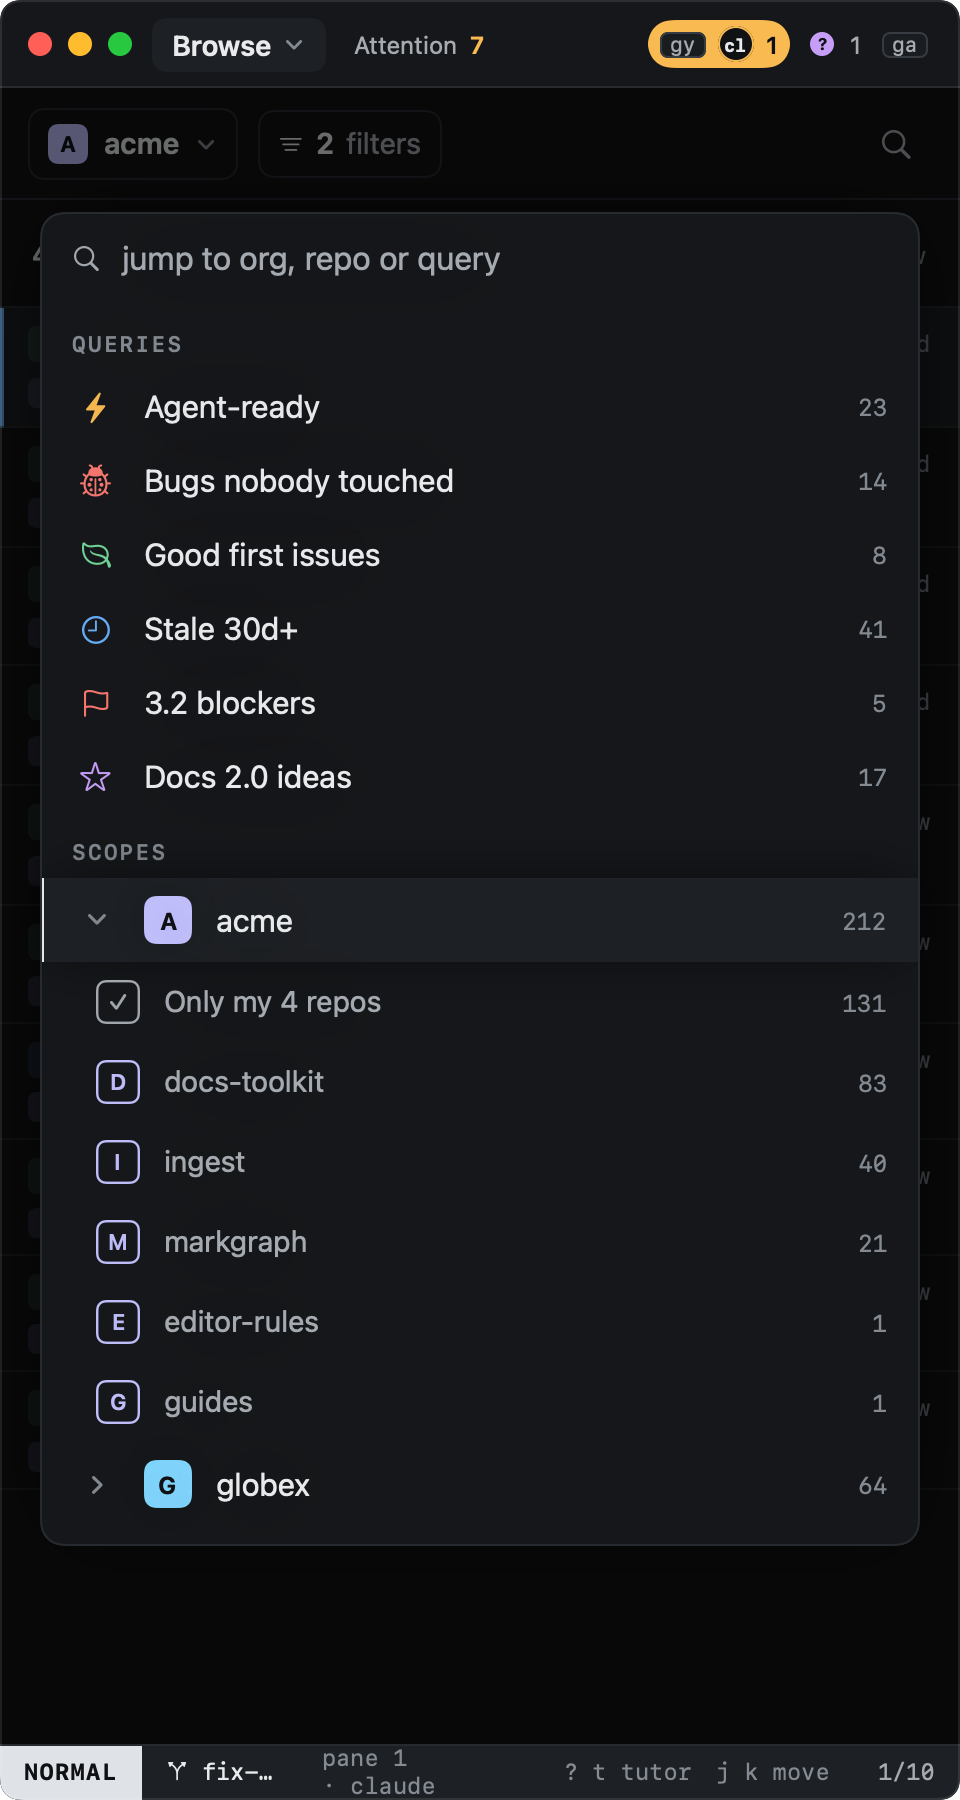 Browse Attention 7 gy cl 1 ? 1 ga
A acme 2 filters
jump to org, repo or query
QUERIES
Agent-ready 23
Bugs nobody touched 14
Good first issues 8
Stale 30d+ 41
3.2 blockers 5
Docs 2.0 ideas 17
SCOPES
A acme 212
Only my 4 repos 131
D docs-toolkit 83
I ingest 40
M markgraph 21
E editor-rules 1
G guides 1
G globex 64
NORMAL fix-… pane 1 ? t tutor j k move 1/10
· claude